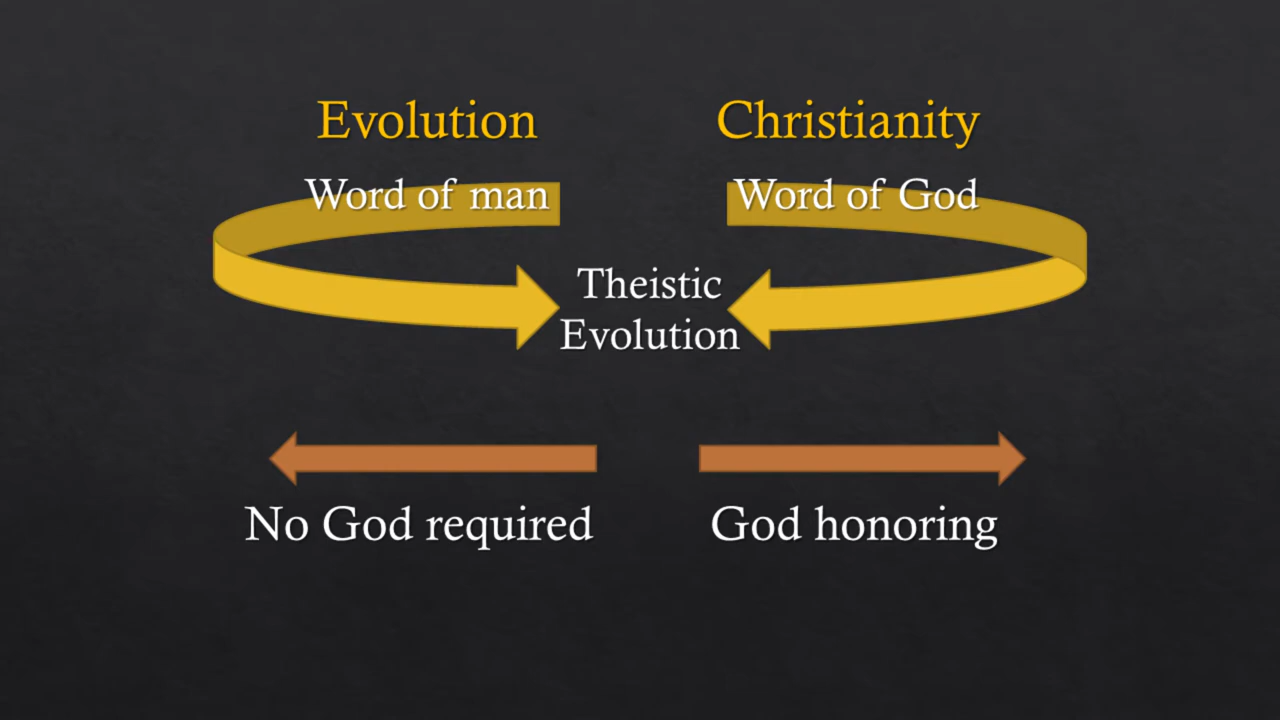 Evolution
Christianity
Word of man
Word of God
Theistic
Evolution
No God required
God honoring